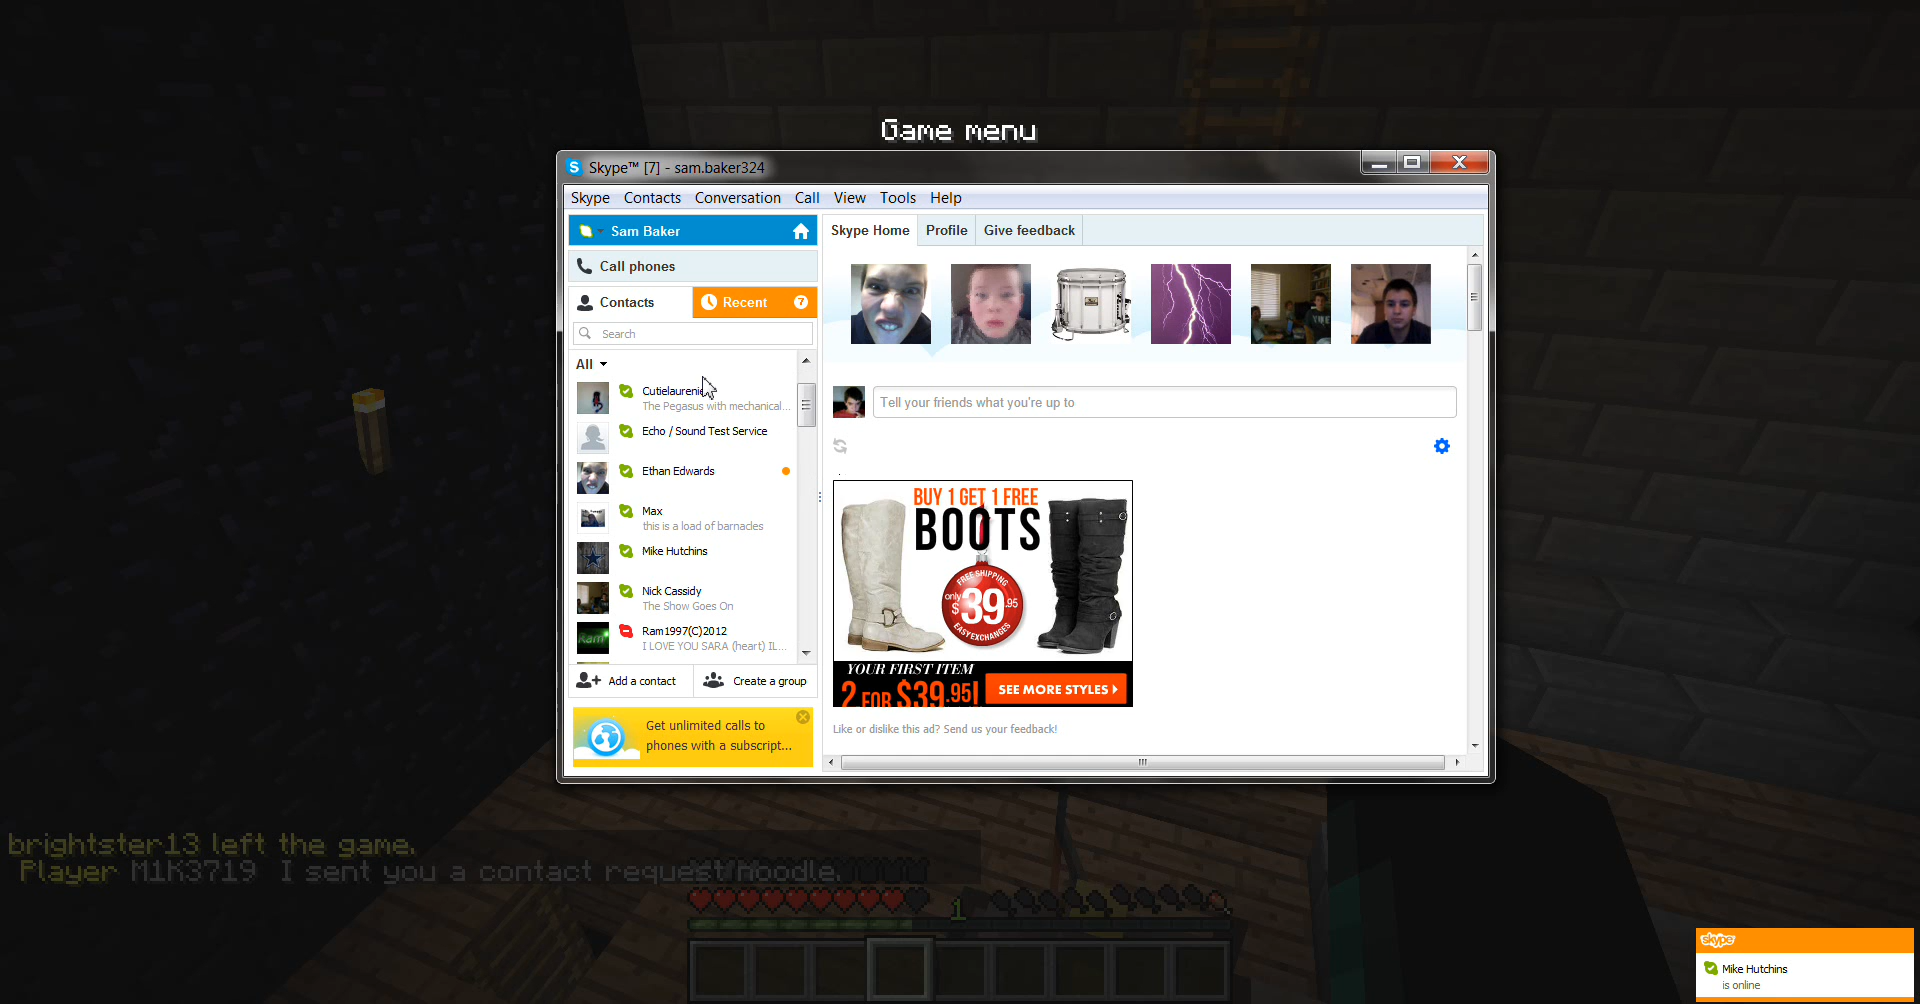 Game menu
Skype™ [7] - sam.baker324
Skype Contacts Conversation Call View Tools Help
Sam Baker
Call phones
Contacts
Recent
7
Search
All
Cutielaurenie
The Pegasus with mechanical...
Echo / Sound Test Service
Ethan Edwards
Max
this is a load of barnacles
Mike Hutchins
Nick Cassidy
The Show Goes On
Ram1997(C)2012
I LOVE YOU SARA (heart) IL...
Add a contact
Create a group
Get unlimited calls to
phones with a subscript...
Skype Home Profile Give feedback
Tell your friends what you're up to
BUY 1 GET 1 FREE
BOOTS
FREE SHIPPING
only
$39.95
EASY EXCHANGES
YOUR FIRST ITEM
2 FOR $39.95!
SEE MORE STYLES
Like or dislike this ad? Send us your feedback!
brightster13 left the game.
Player M1K3719 I sent you a contact request noodle.
1
skype
Mike Hutchins
is online